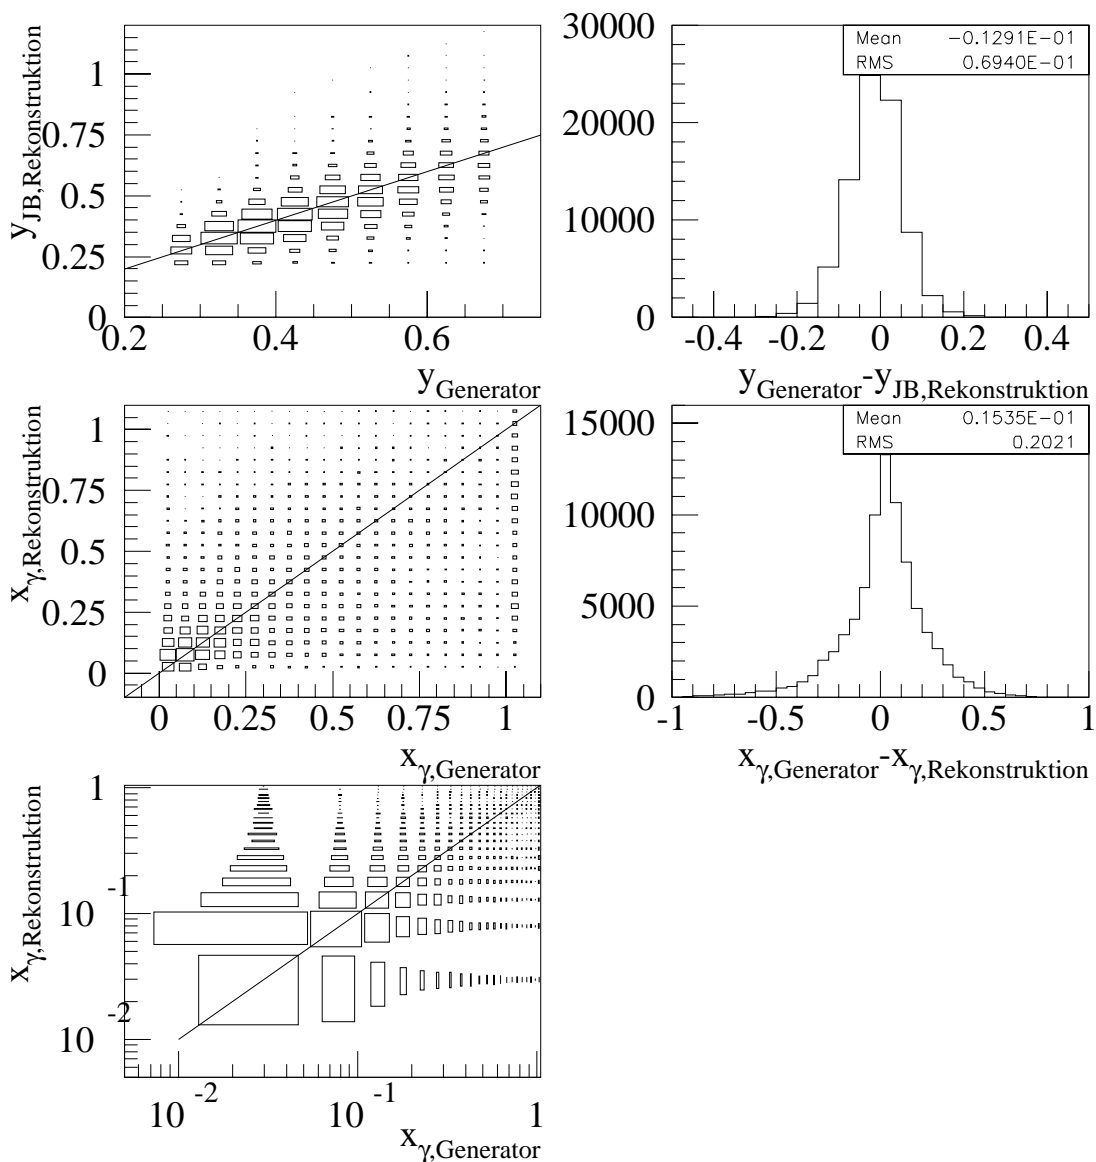 y_JB,Rekonstruktion
1
0.75
0.5
0.25
0
0.2 0.4 0.6
y_Generator
30000
20000
10000
0
Mean -0.1291E-01
RMS 0.6940E-01
-0.4 -0.2 0 0.2 0.4
y_Generator-y_JB,Rekonstruktion
x_γ,Rekonstruktion
1
0.75
0.5
0.25
0
0 0.25 0.5 0.75 1
x_γ,Generator
15000
10000
5000
0
Mean 0.1535E-01
RMS 0.2021
-1 -0.5 0 0.5 1
x_γ,Generator-x_γ,Rekonstruktion
x_γ,Rekonstruktion
1
10^-1
10^-2
10^-2 10^-1 1
x_γ,Generator